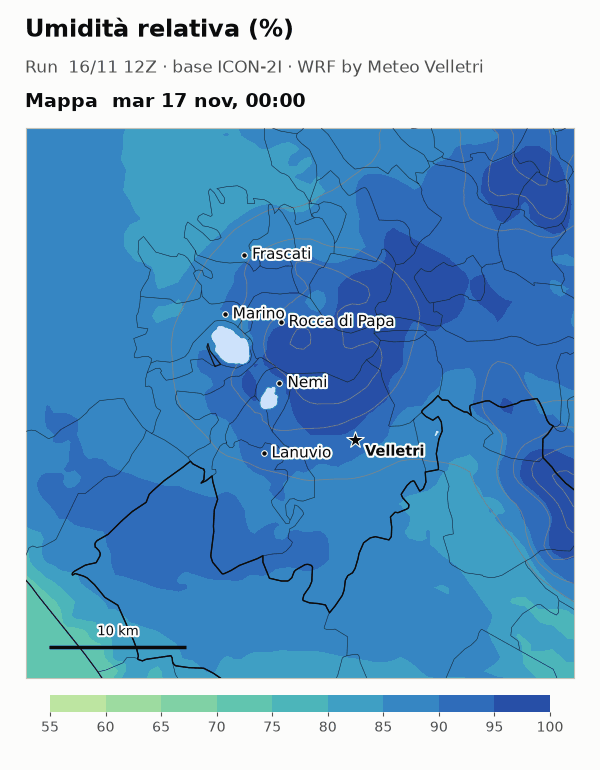 Umidità relativa (%)
Run  16/11 12Z · base ICON-2I · WRF by Meteo Velletri
Mappa  mar 17 nov, 00:00
Frascati
Marino
Rocca di Papa
Nemi
Velletri
Lanuvio
10 km
55 60 65 70 75 80 85 90 95 100